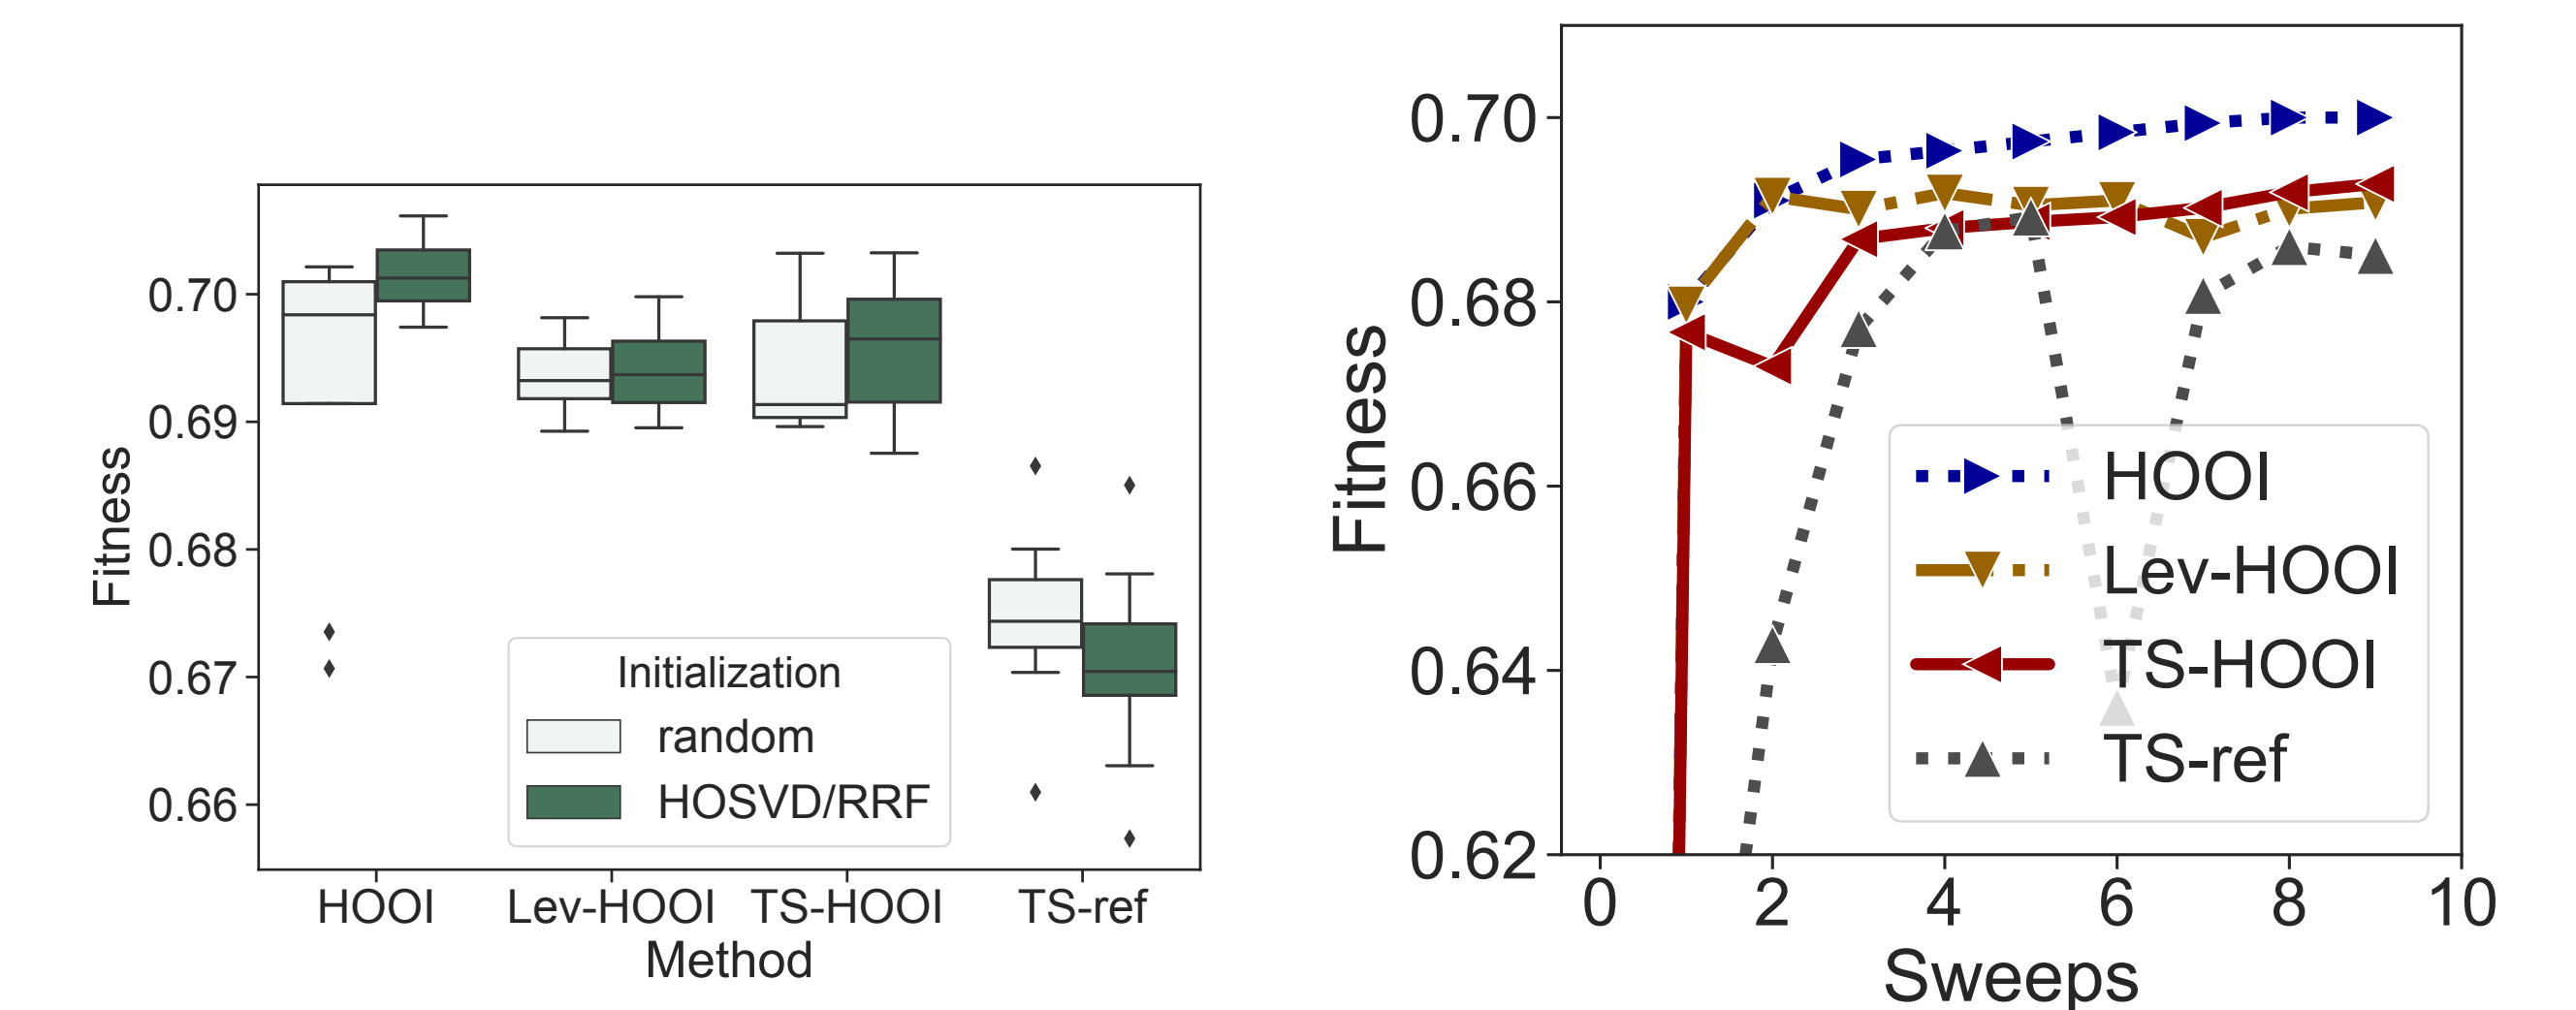 Fitness
0.70
0.69
0.68
0.67
0.66
Initialization
random
HOSVD/RRF
HOOI Lev-HOOI TS-HOOI TS-ref
Method
Fitness
0.70
0.68
0.66
0.64
0.62
HOOI
Lev-HOOI
TS-HOOI
TS-ref
0 2 4 6 8 10
Sweeps